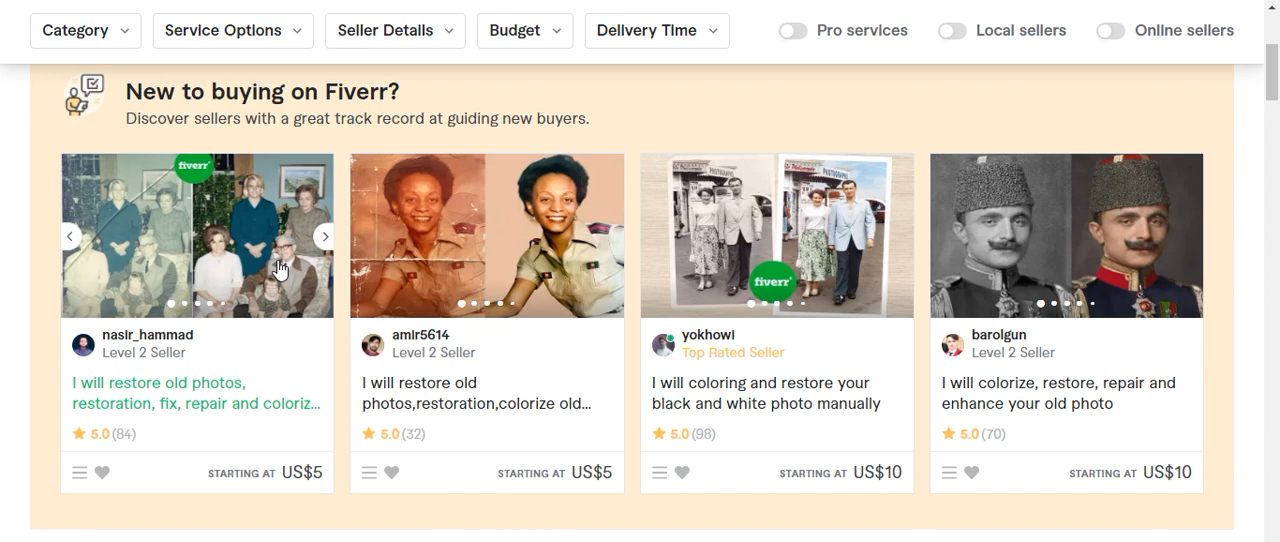 Category
Service Options
Seller Details
Budget
Delivery Time
Pro services
Local sellers
Online sellers
New to buying on Fiverr?
Discover sellers with a great track record at guiding new buyers.
fiverr
PHOTOGRAPHS
PHOTOGRAPHS
fiverr
nasir_hammad
Level 2 Seller
I will restore old photos,
restoration, fix, repair and coloriz...
5.0 (84)
STARTING AT US$5
amir5614
Level 2 Seller
I will restore old
photos,restoration,colorize old...
5.0 (32)
STARTING AT US$5
yokhowi
Top Rated Seller
I will coloring and restore your
black and white photo manually
5.0 (98)
STARTING AT US$10
barolgun
Level 2 Seller
I will colorize, restore, repair and
enhance your old photo
5.0 (70)
STARTING AT US$10